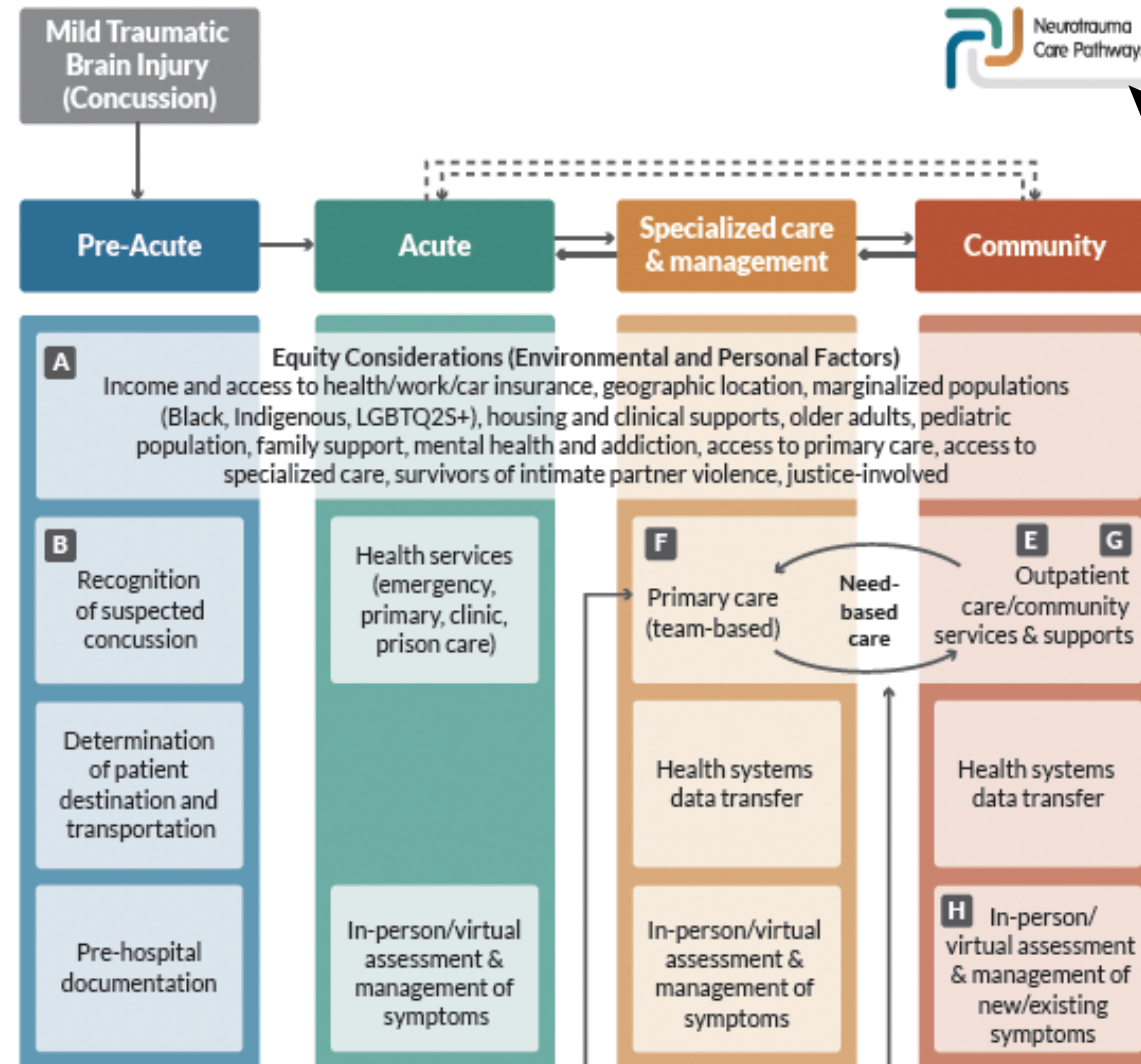 Mild Traumatic
Brain Injury
(Concussion)
Neurotrauma
Care Pathways
Pre-Acute
Acute
Specialized care
& management
Community
A
Equity Considerations (Environmental and Personal Factors)
Income and access to health/work/car insurance, geographic location, marginalized populations
(Black, Indigenous, LGBTQ2S+), housing and clinical supports, older adults, pediatric
population, family support, mental health and addiction, access to primary care, access to
specialized care, survivors of intimate partner violence, justice-involved
B
Recognition
of suspected
concussion
Health services
(emergency,
primary, clinic,
prison care)
F
Primary care
(team-based)
Need-
based
care
E
G
Outpatient
care/community
services & supports
Determination
of patient
destination and
transportation
Health systems
data transfer
Health systems
data transfer
Pre-hospital
documentation
In-person/virtual
assessment &
management of
symptoms
In-person/virtual
assessment &
management of
symptoms
H
In-person/
virtual assessment
& management of
new/existing
symptoms